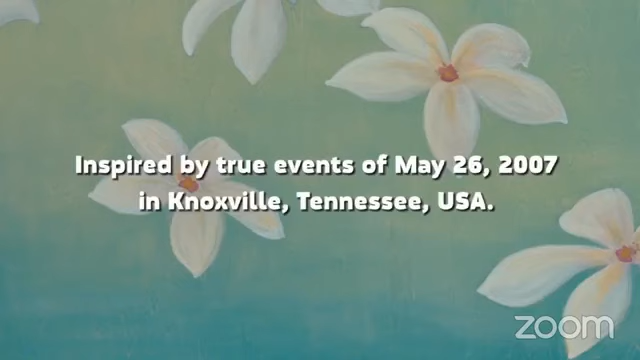 Inspired by true events of May 26, 2007
in Knoxville, Tennessee, USA.
zoom